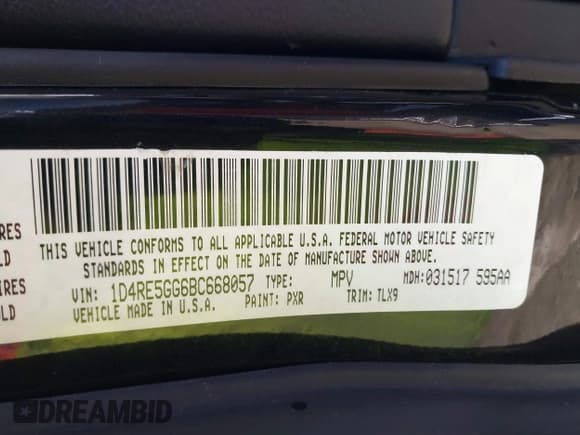 RES
LD
IRES
OLD
THIS VEHICLE CONFORMS TO ALL APPLICABLE U.S.A. FEDERAL MOTOR VEHICLE SAFETY
STANDARDS IN EFFECT ON THE DATE OF MANUFACTURE SHOWN ABOVE.
VIN: 1D4RE5GG6BC668057 TYPE: MPV MDH:031517 595AA
VEHICLE MADE IN U.S.A. PAINT: PXR TRIM: TLX9
DREAMBID